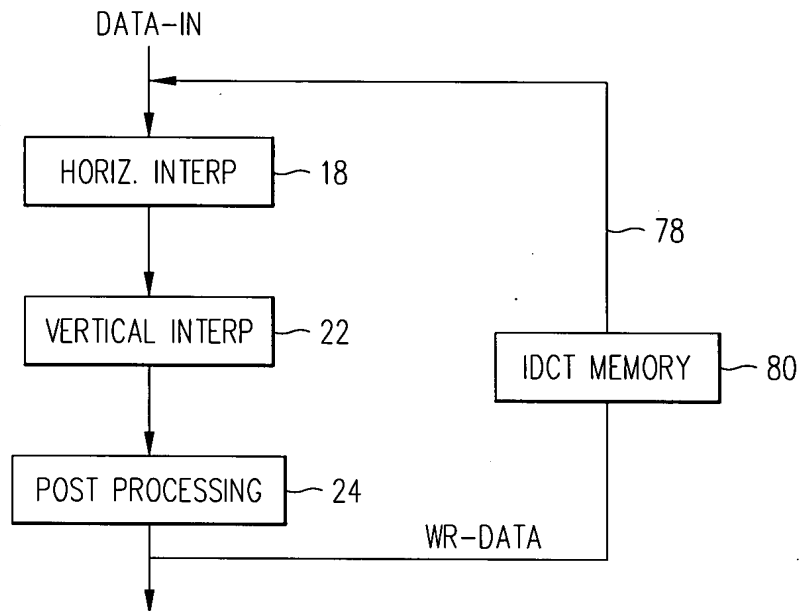 DATA-IN
HORIZ. INTERP 18
78
VERTICAL INTERP 22
IDCT MEMORY 80
POST PROCESSING 24
WR-DATA